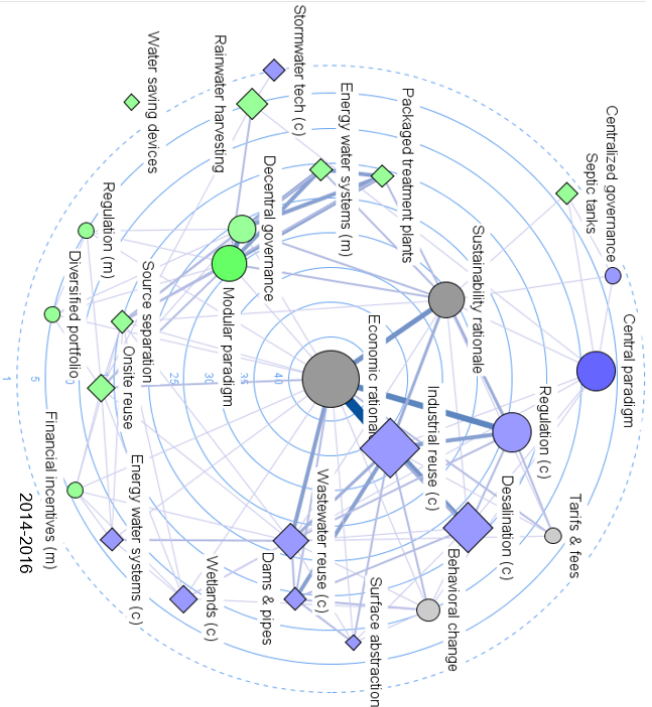 Stormwater tech (c)
Rainwater harvesting
Water saving devices
Energy water systems (m)
Packaged treatment plants
Centralized governance
Septic tanks
Decentral governance
Regulation (m)
Sustainability rationale
Diversified portfolio
Source separation
Modular paradigm
Economic rational
Central paradigm
Onsite reuse
1
5
25
30
35
40
Industrial reuse (c)
Regulation (c)
Financial incentives (m)
Energy water systems (c)
Wastewater reuse (c)
Desalination (c)
Tarifs & fees
2014-2016
Wetlands (c)
Dams & pipes
Surface abstraction
Behavioral change